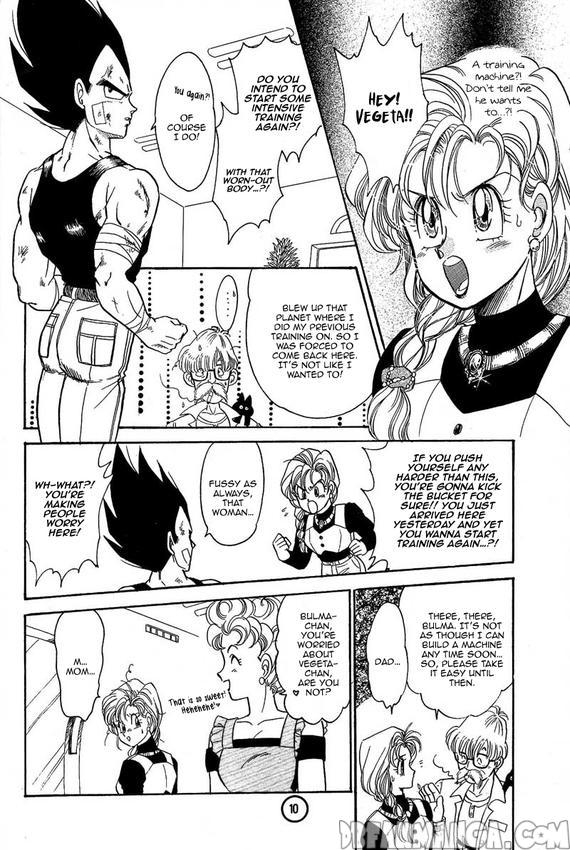 A training
machine?!
Don't tell
me
he wants
to...?!
HEY!
VEGETA!!
DO YOU
INTEND TO
START SOME
INTENSIVE
TRAINING
AGAIN?!
WITH THAT
WORN-OUT
BODY...?!
You again?!
OF
COURSE
I DO!
BLEW UP THAT
PLANET WHERE I
DID MY PREVIOUS
TRAINING ON. SO I
WAS FORCED TO
COME BACK HERE.
IT'S NOT LIKE I
WANTED TO!
......
IF YOU PUSH
YOURSELF ANY
HARDER THAN THIS,
YOU'RE GONNA KICK
THE BUCKET FOR
SURE!! YOU JUST
ARRIVED HERE
YESTERDAY AND YET
YOU WANNA START
TRAINING AGAIN...?!
FUSSY AS
ALWAYS,
THAT
WOMAN...
WH-WHAT?!
YOU'RE
MAKING
PEOPLE
WORRY
HERE!
THERE, THERE,
BULMA. IT'S NOT
AS THOUGH I CAN
BUILD A MACHINE
ANY TIME SOON...
SO, PLEASE TAKE
IT EASY UNTIL
THEN.
DAD...
BULMA-
CHAN,
YOU'RE
WORRIED
ABOUT
VEGETA-
CHAN,
ARE YOU
NOT?
♥
That is so sweet!
Hehehehe♥
M...
MOM...
10
DBFANMANGA.COM